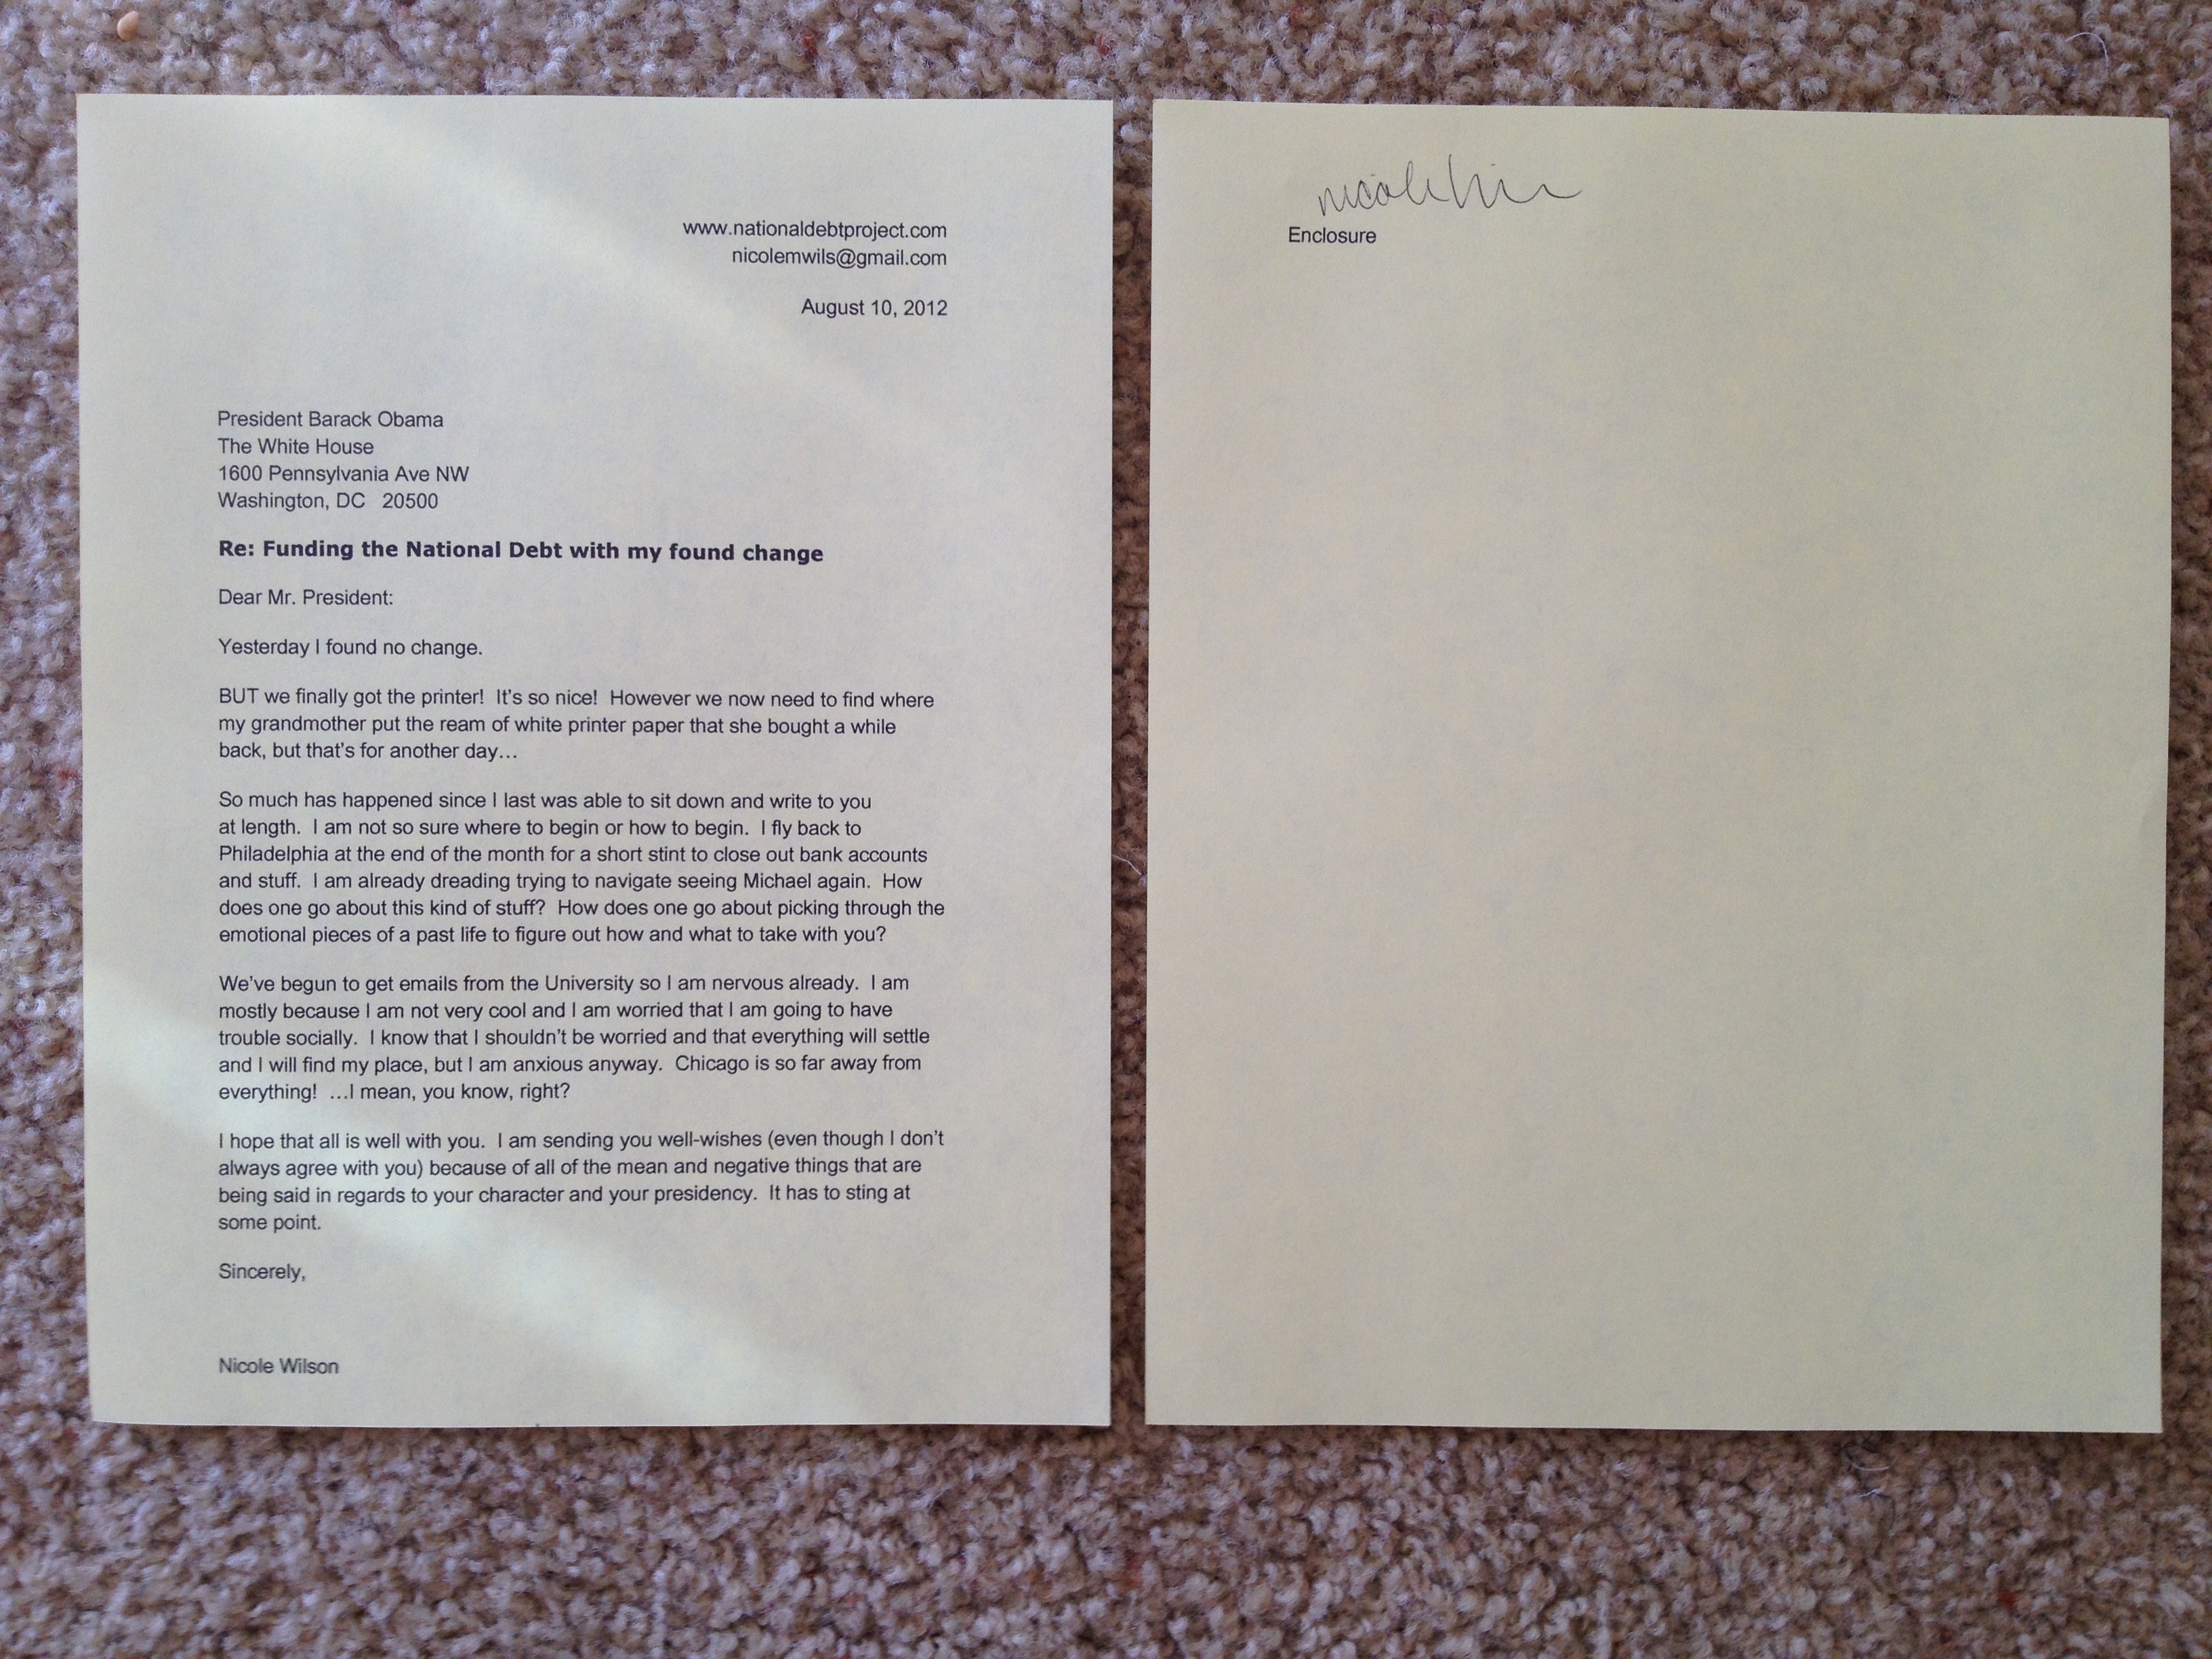 www.nationaldebtproject.com
nicolemwils@gmail.com
August 10, 2012
President Barack Obama
The White House
1600 Pennsylvania Ave NW
Washington, DC   20500
Re: Funding the National Debt with my found change
Dear Mr. President:
Yesterday I found no change.
BUT we finally got the printer!  It's so nice!  However we now need to find where
my grandmother put the ream of white printer paper that she bought a while
back, but that's for another day…
So much has happened since I last was able to sit down and write to you
at length.  I am not so sure where to begin or how to begin.  I fly back to
Philadelphia at the end of the month for a short stint to close out bank accounts
and stuff.  I am already dreading trying to navigate seeing Michael again.  How
does one go about this kind of stuff?  How does one go about picking through the
emotional pieces of a past life to figure out how and what to take with you?
We've begun to get emails from the University so I am nervous already.  I am
mostly because I am not very cool and I am worried that I am going to have
trouble socially.  I know that I shouldn't be worried and that everything will settle
and I will find my place, but I am anxious anyway.  Chicago is so far away from
everything!  …I mean, you know, right?
I hope that all is well with you.  I am sending you well-wishes (even though I don't
always agree with you) because of all of the mean and negative things that are
being said in regards to your character and your presidency.  It has to sting at
some point.
Sincerely,
Nicole Wilson
Enclosure